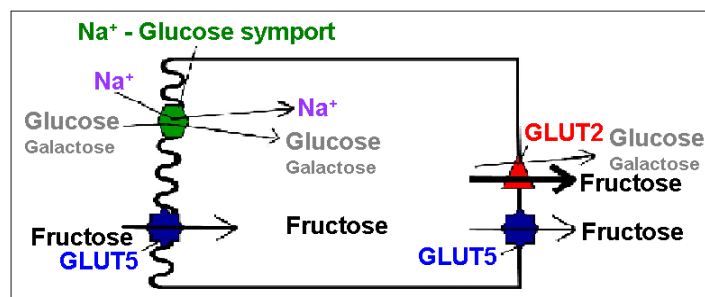 Na⁺ - Glucose symport
Na⁺
Na⁺
Glucose
Galactose
Glucose
Galactose
GLUT2
Glucose
Galactose
Fructose
Fructose
GLUT5
Fructose
GLUT5
Fructose